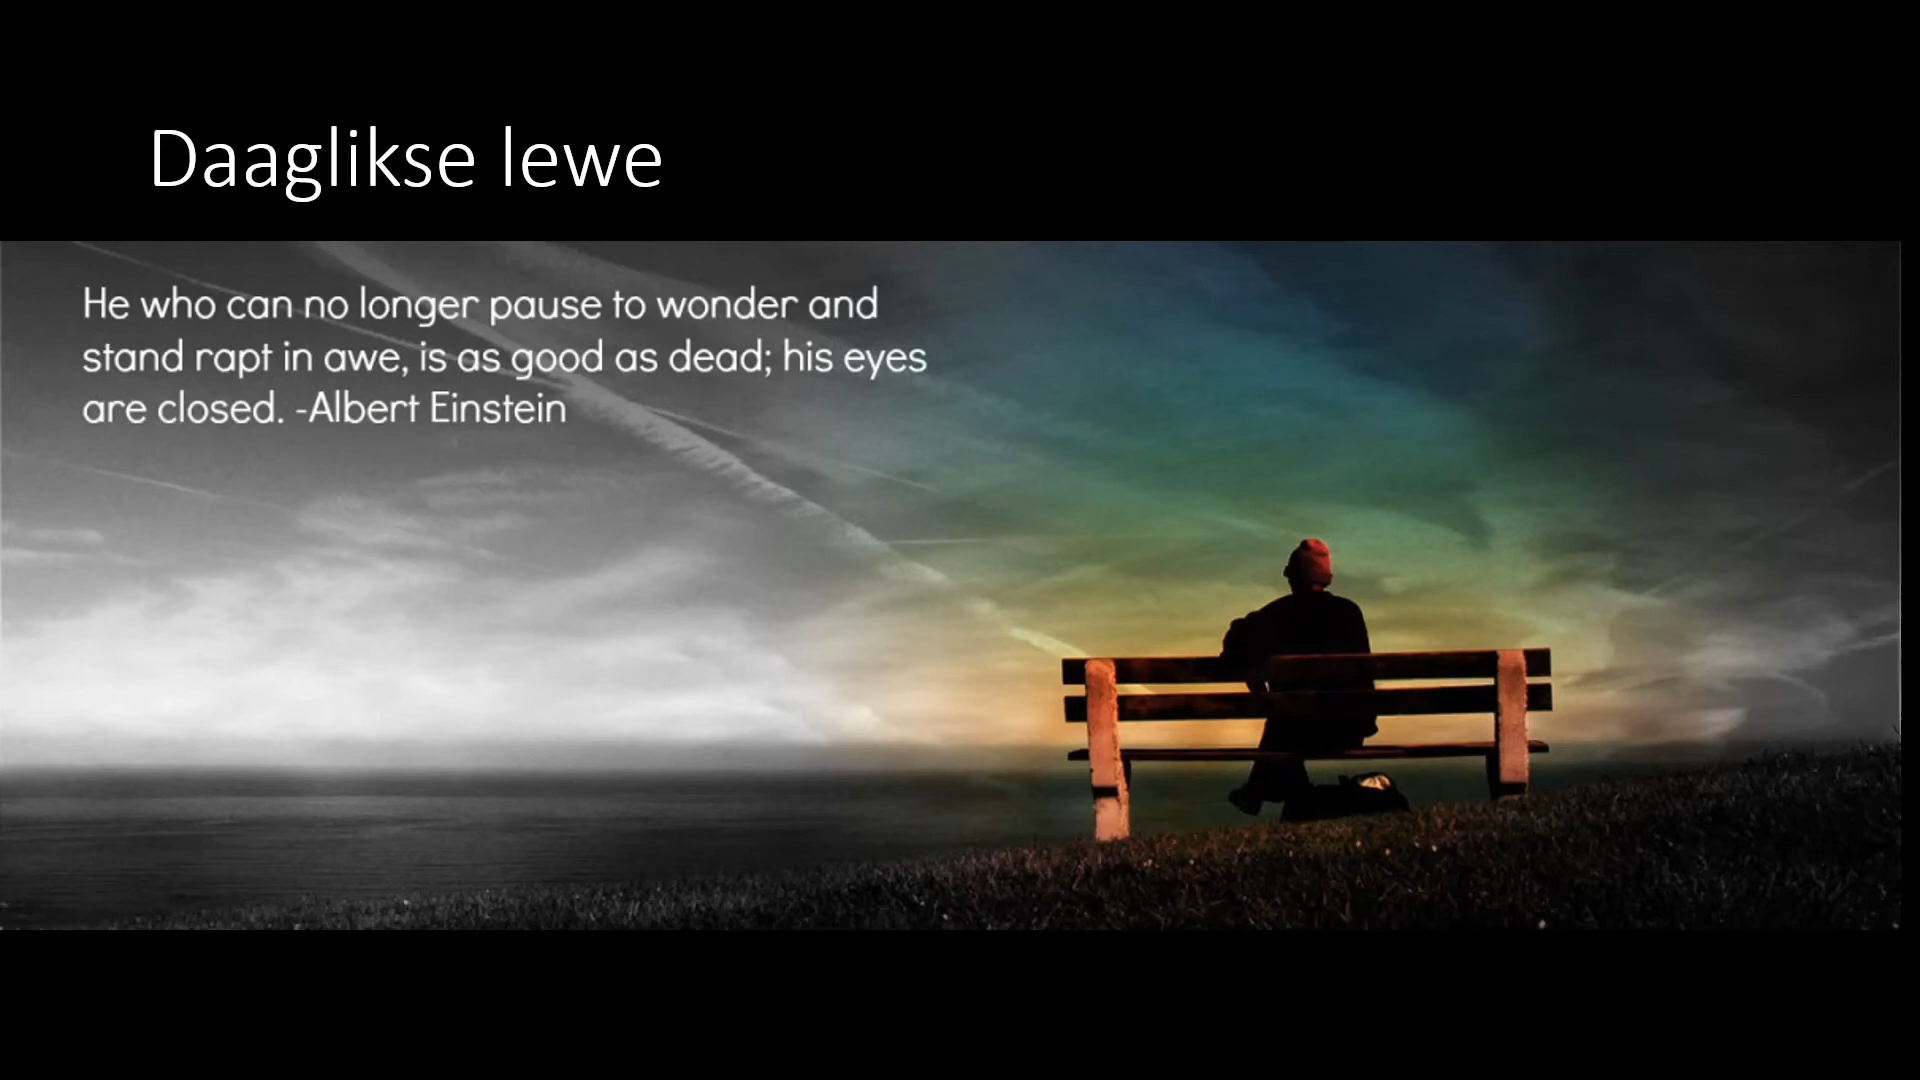 Daaglikse lewe
He who can no longer pause to wonder and
stand rapt in awe, is as good as dead; his eyes
are closed. -Albert Einstein